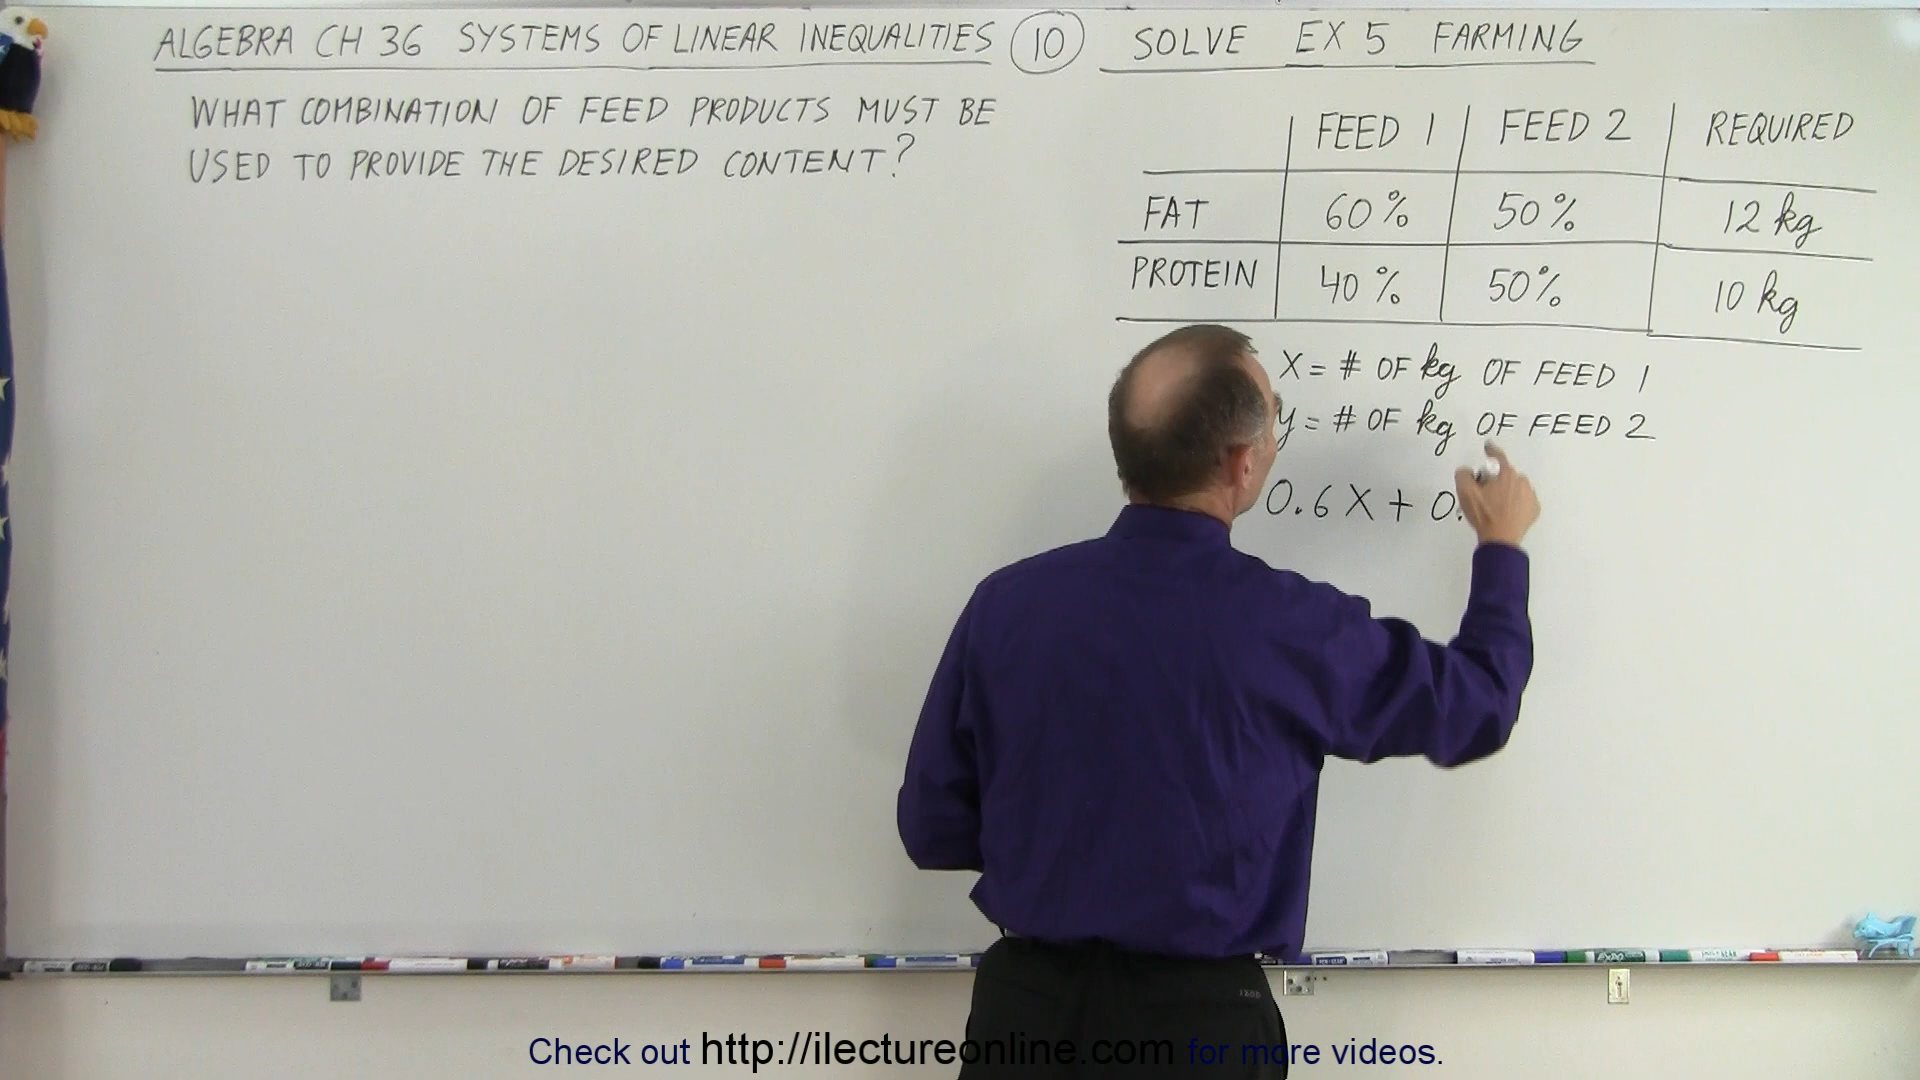 ALGEBRA CH 36 SYSTEMS OF LINEAR INEQUALITIES 10 SOLVE EX 5 FARMING
WHAT COMBINATION OF FEED PRODUCTS MUST BE
USED TO PROVIDE THE DESIRED CONTENT?
FEED 1 FEED 2 REQUIRED
FAT 60% 50% 12 kg
PROTEIN 40% 50% 10 kg
X = # OF kg OF FEED 1
y = # OF kg OF FEED 2
0.6 X + 0.
IZOD
EXPO
Check out http://ilectureonline.com for more videos.